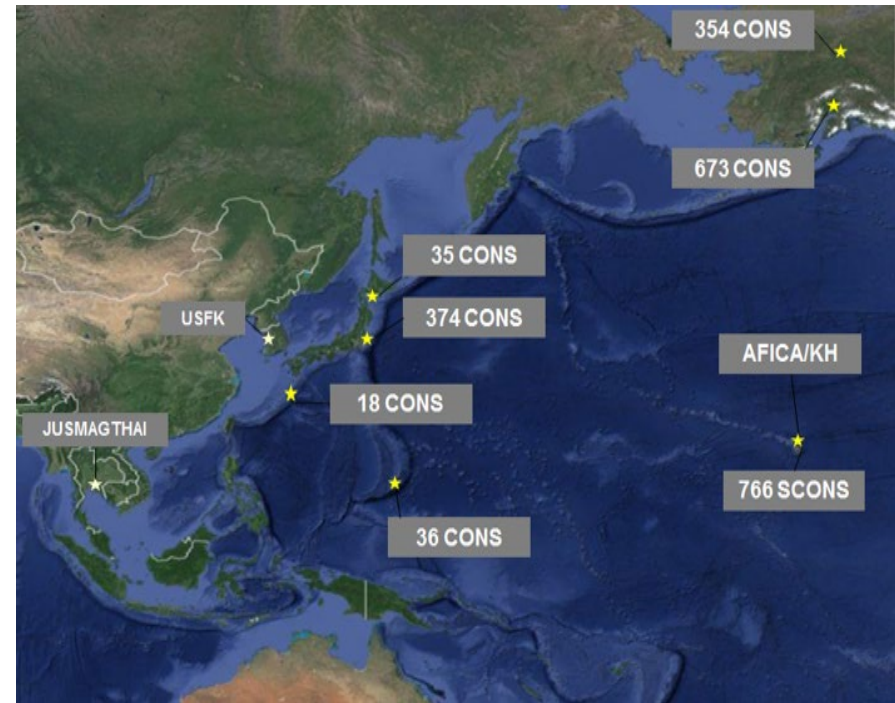 354 CONS
673 CONS
35 CONS
USFK
374 CONS
AFICA/KH
18 CONS
JUSMAGTHAI
766 SCONS
36 CONS